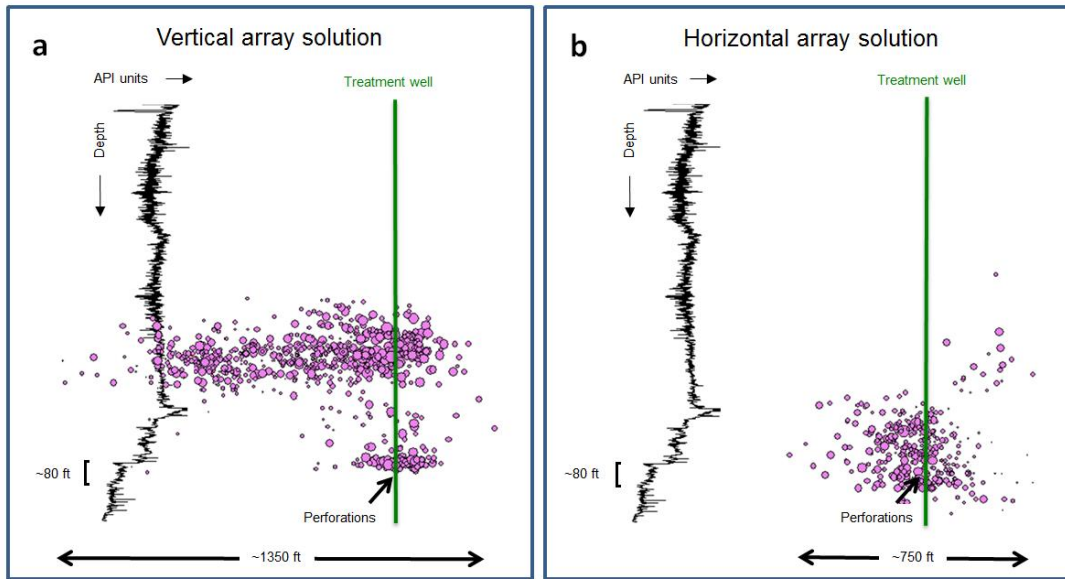 a
Vertical array solution
API units
Treatment well
Depth
~80 ft
Perforations
~1350 ft
b
Horizontal array solution
API units
Treatment well
Depth
~80 ft
Perforations
~750 ft